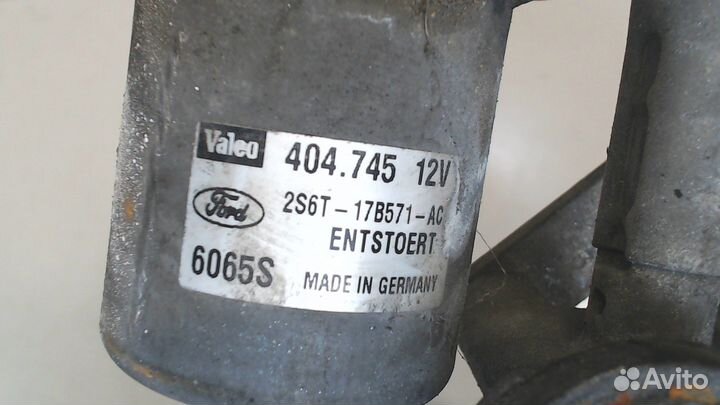 Valeo 404.745 12V
Ford 2S6T-17B571-AC
ENTSTOERT
6065S MADE IN GERMANY
Avito